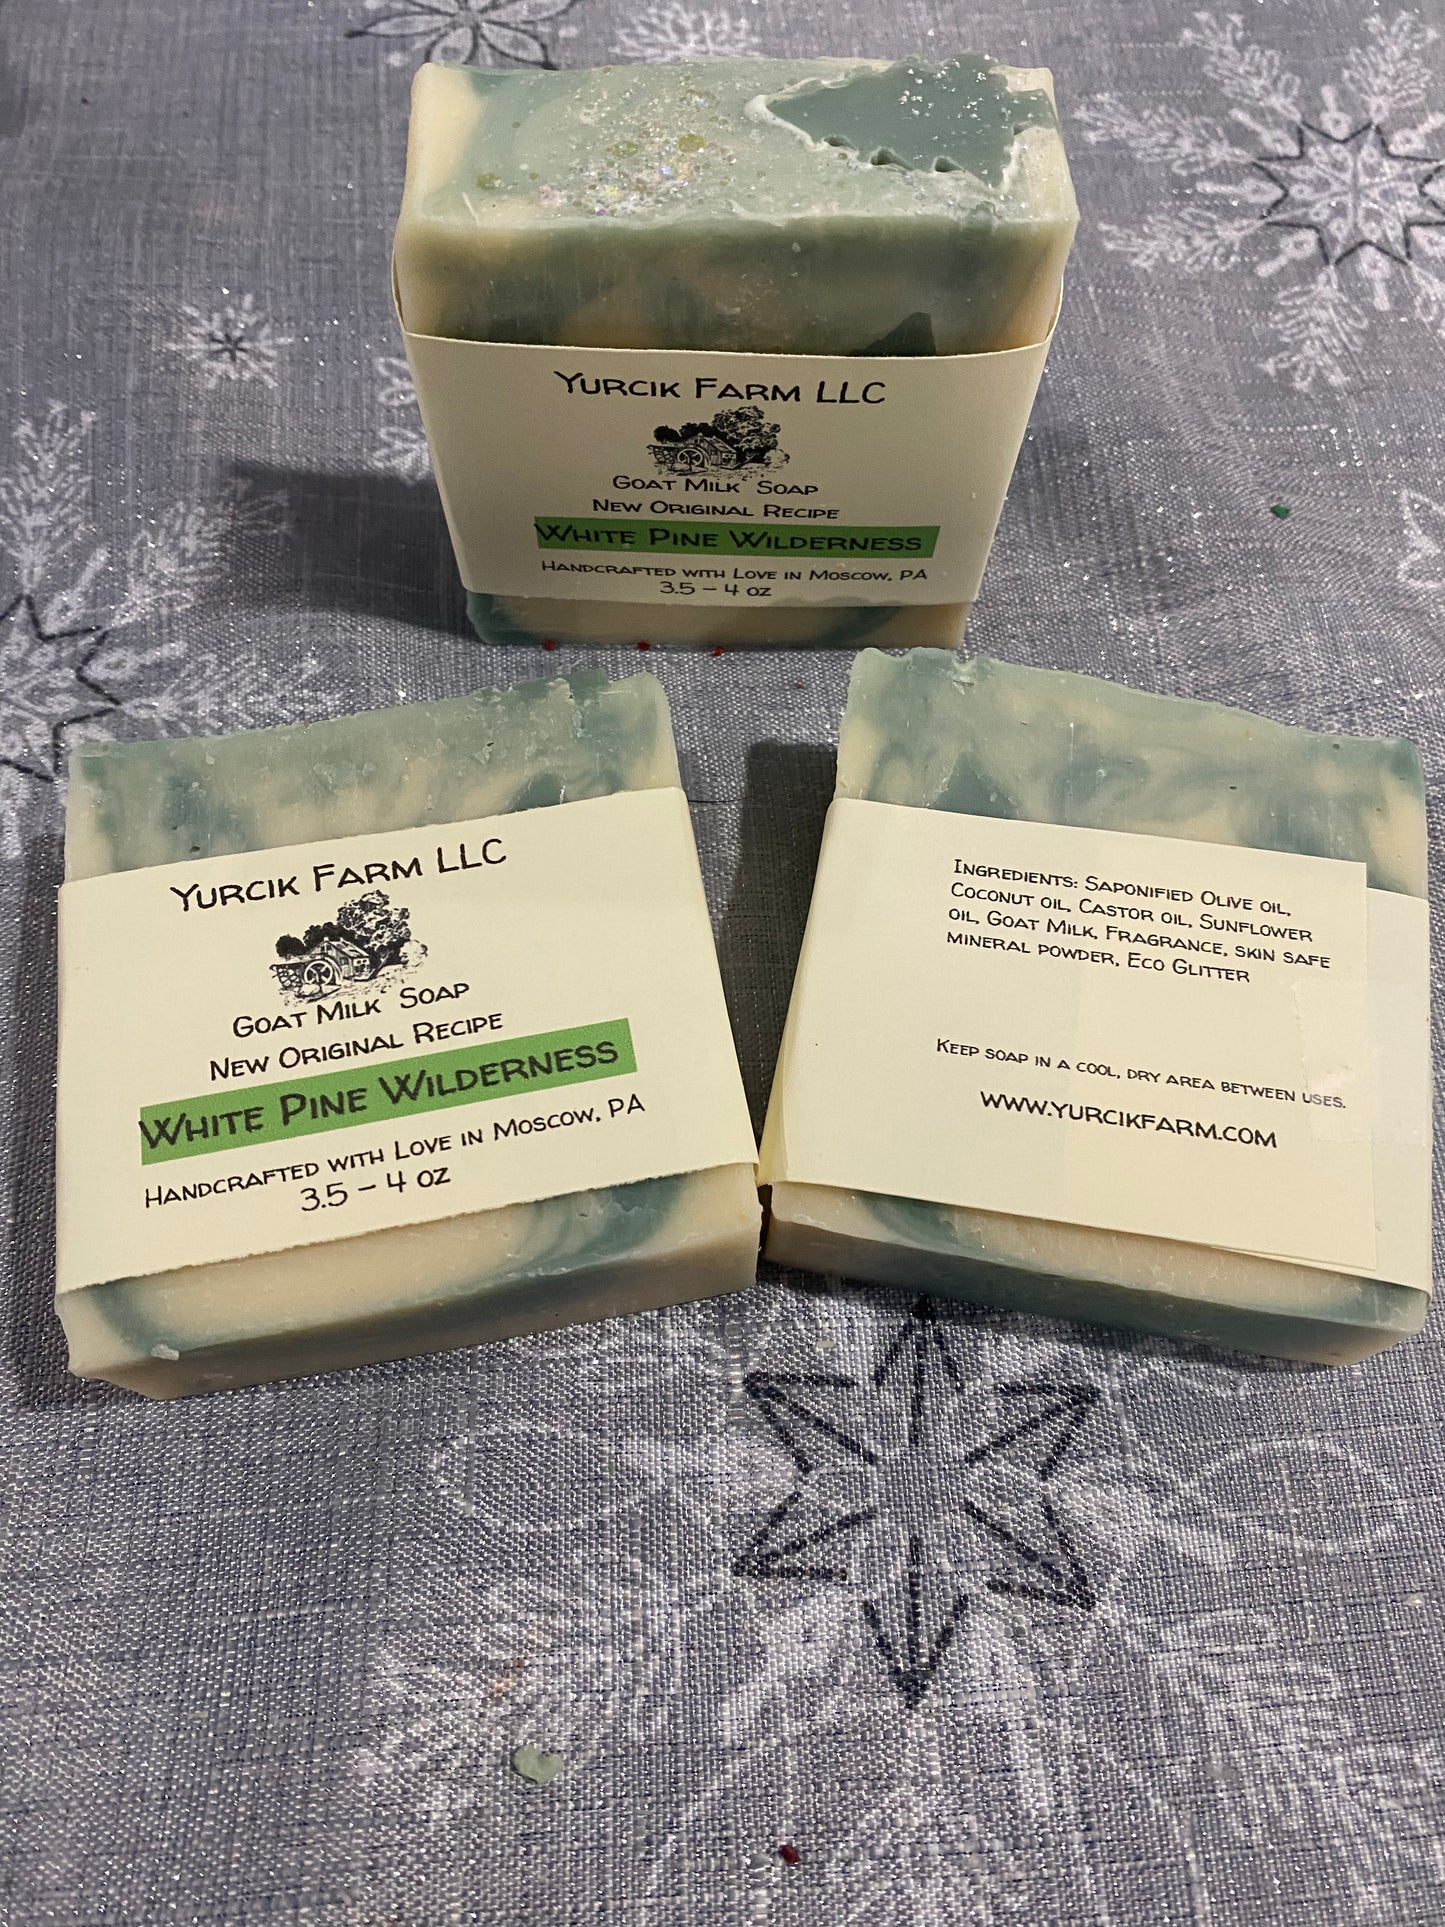 Yurcik Farm LLC
Goat Milk Soap
New Original Recipe
White Pine Wilderness
Handcrafted with Love in Moscow, PA
3.5 – 4 oz
Yurcik Farm LLC
Goat Milk Soap
New Original Recipe
White Pine Wilderness
Handcrafted with Love in Moscow, PA
3.5 – 4 oz
Ingredients: Saponified Olive oil,
Coconut oil, Castor oil, Sunflower
oil, Goat Milk, Fragrance, skin safe
mineral powder, Eco Glitter
Keep soap in a cool, dry area between uses.
www.yurcikfarm.com